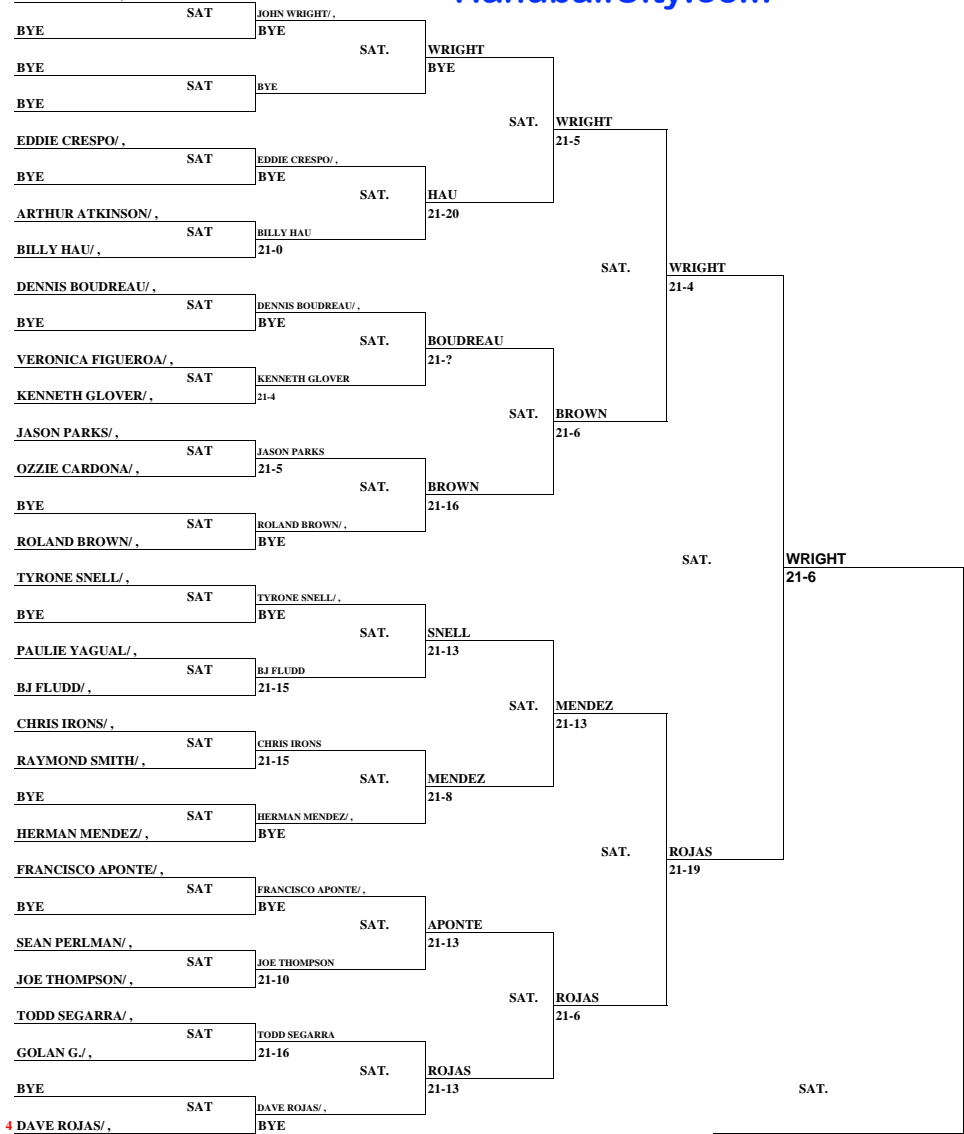 HandballCity.com
SAT
JOHN WRIGHT/ ,
BYE
BYE
SAT.
WRIGHT
BYE
BYE
SAT
BYE
BYE
SAT.
WRIGHT
EDDIE CRESPO/ ,
21-5
SAT
EDDIE CRESPO/ ,
BYE
BYE
SAT.
HAU
ARTHUR ATKINSON/ ,
21-20
SAT
BILLY HAU
BILLY HAU/ ,
21-0
SAT.
WRIGHT
DENNIS BOUDREAU/ ,
21-4
SAT
DENNIS BOUDREAU/ ,
BYE
BYE
SAT.
BOUDREAU
VERONICA FIGUEROA/ ,
21-?
SAT
KENNETH GLOVER
KENNETH GLOVER/ ,
21-4
SAT.
BROWN
JASON PARKS/ ,
21-6
SAT
JASON PARKS
OZZIE CARDONA/ ,
21-5
SAT.
BROWN
BYE
21-16
SAT
ROLAND BROWN/ ,
ROLAND BROWN/ ,
BYE
SAT.
WRIGHT
TYRONE SNELL/ ,
21-6
SAT
TYRONE SNELL/ ,
BYE
BYE
SAT.
SNELL
PAULIE YAGUAL/ ,
21-13
SAT
BJ FLUDD
BJ FLUDD/ ,
21-15
SAT.
MENDEZ
CHRIS IRONS/ ,
21-13
SAT
CHRIS IRONS
RAYMOND SMITH/ ,
21-15
SAT.
MENDEZ
BYE
21-8
SAT
HERMAN MENDEZ/ ,
HERMAN MENDEZ/ ,
BYE
SAT.
ROJAS
FRANCISCO APONTE/ ,
21-19
SAT
FRANCISCO APONTE/ ,
BYE
BYE
SAT.
APONTE
SEAN PERLMAN/ ,
21-13
SAT
JOE THOMPSON
JOE THOMPSON/ ,
21-10
SAT.
ROJAS
TODD SEGARRA/ ,
21-6
SAT
TODD SEGARRA
GOLAN G./ ,
21-16
SAT.
ROJAS
BYE
21-13
SAT.
SAT
DAVE ROJAS/ ,
4 DAVE ROJAS/ ,
BYE